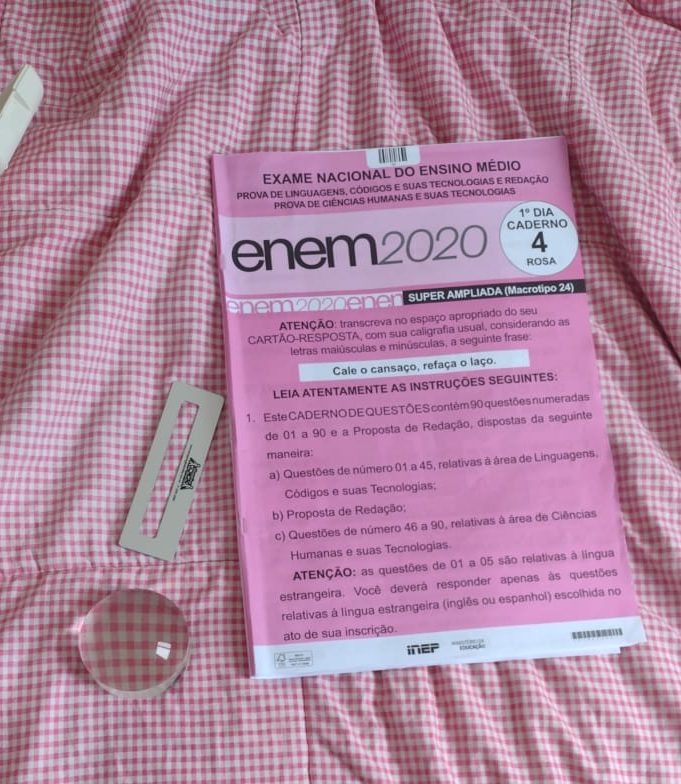 EXAME NACIONAL DO ENSINO MÉDIO
PROVA DE LINGUAGENS, CÓDIGOS E SUAS TECNOLOGIAS E REDAÇÃO
PROVA DE CIÊNCIAS HUMANAS E SUAS TECNOLOGIAS
1º DIA
CADERNO
4
ROSA
enem2020
enem2020enem
SUPER AMPLIADA (Macrotipo 24)
ATENÇÃO: transcreva no espaço apropriado do seu
CARTÃO-RESPOSTA, com sua caligrafia usual, considerando as
letras maiúsculas e minúsculas, a seguinte frase:
Cale o cansaço, refaça o laço.
LEIA ATENTAMENTE AS INSTRUÇÕES SEGUINTES:
1. Este CADERNO DE QUESTÕES contém 90 questões numeradas
de 01 a 90 e a Proposta de Redação, dispostas da seguinte
maneira:
a) Questões de número 01 a 45, relativas à área de Linguagens,
Códigos e suas Tecnologias;
b) Proposta de Redação;
c) Questões de número 46 a 90, relativas à área de Ciências
Humanas e suas Tecnologias.
ATENÇÃO: as questões de 01 a 05 são relativas à língua
estrangeira. Você deverá responder apenas às questões
relativas à língua estrangeira (inglês ou espanhol) escolhida no
ato de sua inscrição.
INEP
MINISTÉRIO DA
EDUCAÇÃO